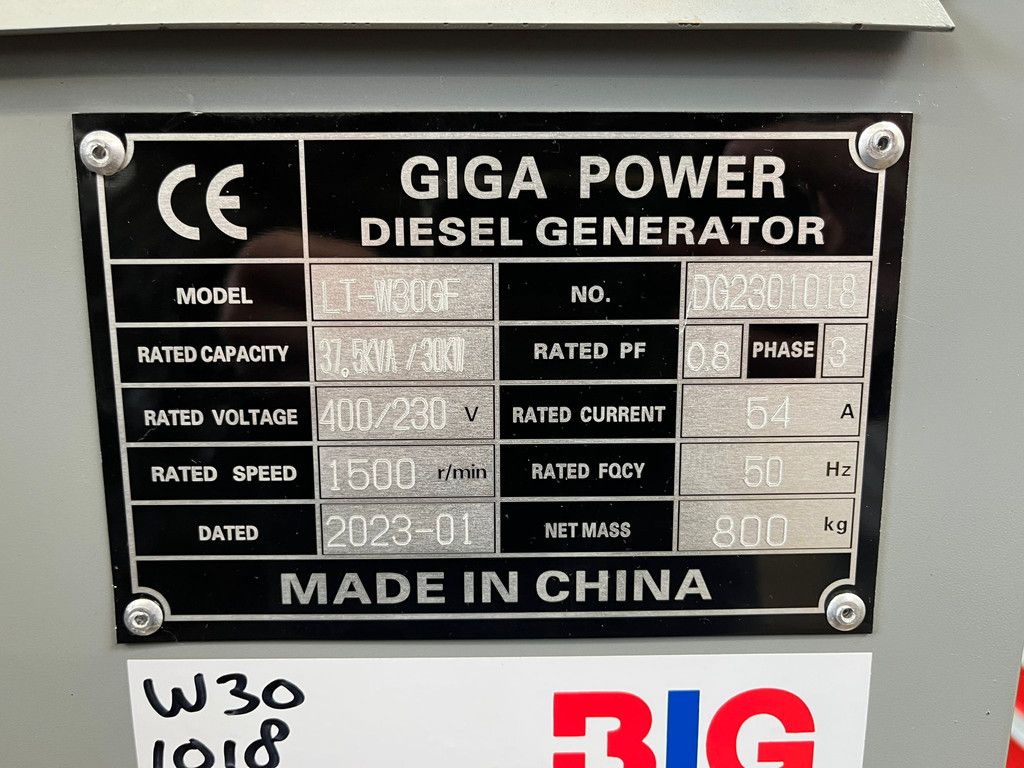 CE GIGA POWER
DIESEL GENERATOR
MODEL LT-W30GF NO. DG2301018
RATED CAPACITY 37.5KVA/30KW RATED PF 0.8 PHASE 3
RATED VOLTAGE 400/230 V RATED CURRENT 54 A
RATED SPEED 1500 r/min RATED FQCY 50 Hz
DATED 2023-01 NET MASS 800 kg
MADE IN CHINA
W30
1018
BIG